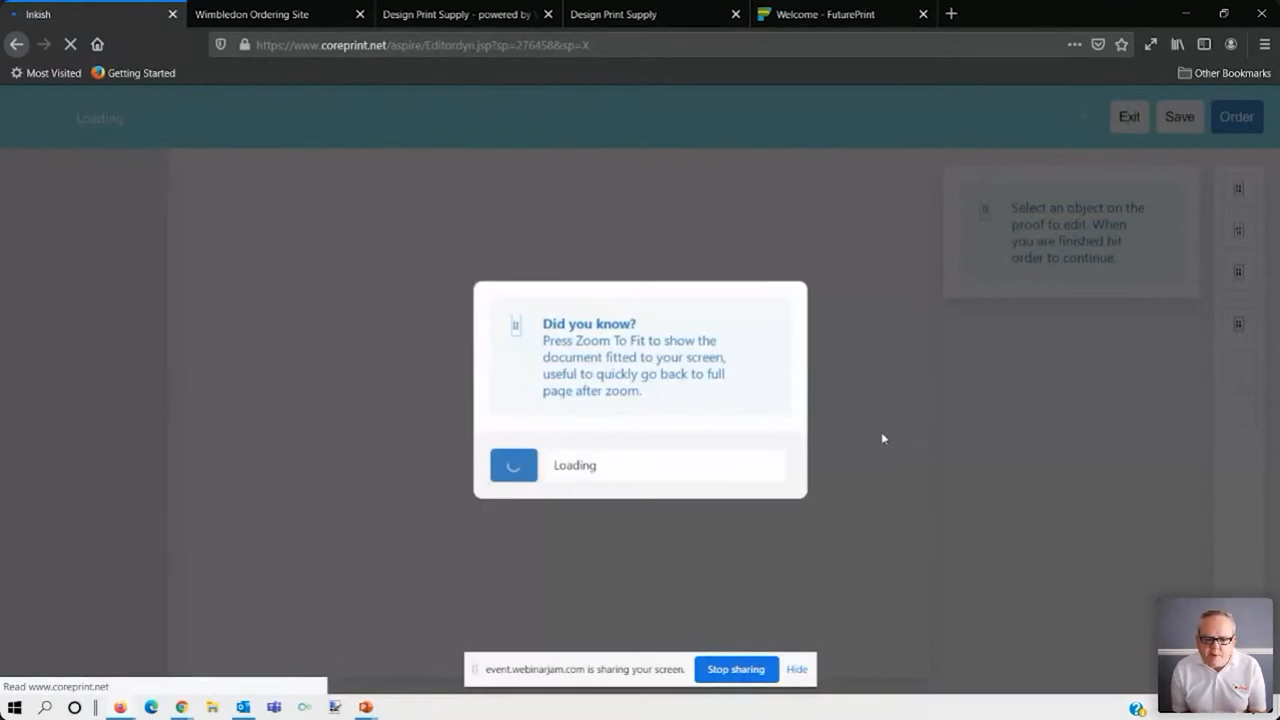 Inkish
Wimbledon Ordering Site
Design Print Supply - powered by
Design Print Supply
Welcome - FuturePrint
https://www.coreprint.net/aspire/Editordyn.jsp?sp=276458&sp=X
Most Visited
Getting Started
Other Bookmarks
Loading
Exit
Save
Order
Select an object on the
proof to edit. When
you are finished hit
order to continue.
Did you know?
Press Zoom To Fit to show the
document fitted to your screen,
useful to quickly go back to full
page after zoom.
Loading
event.webinarjam.com is sharing your screen.
Stop sharing
Hide
Read www.coreprint.net